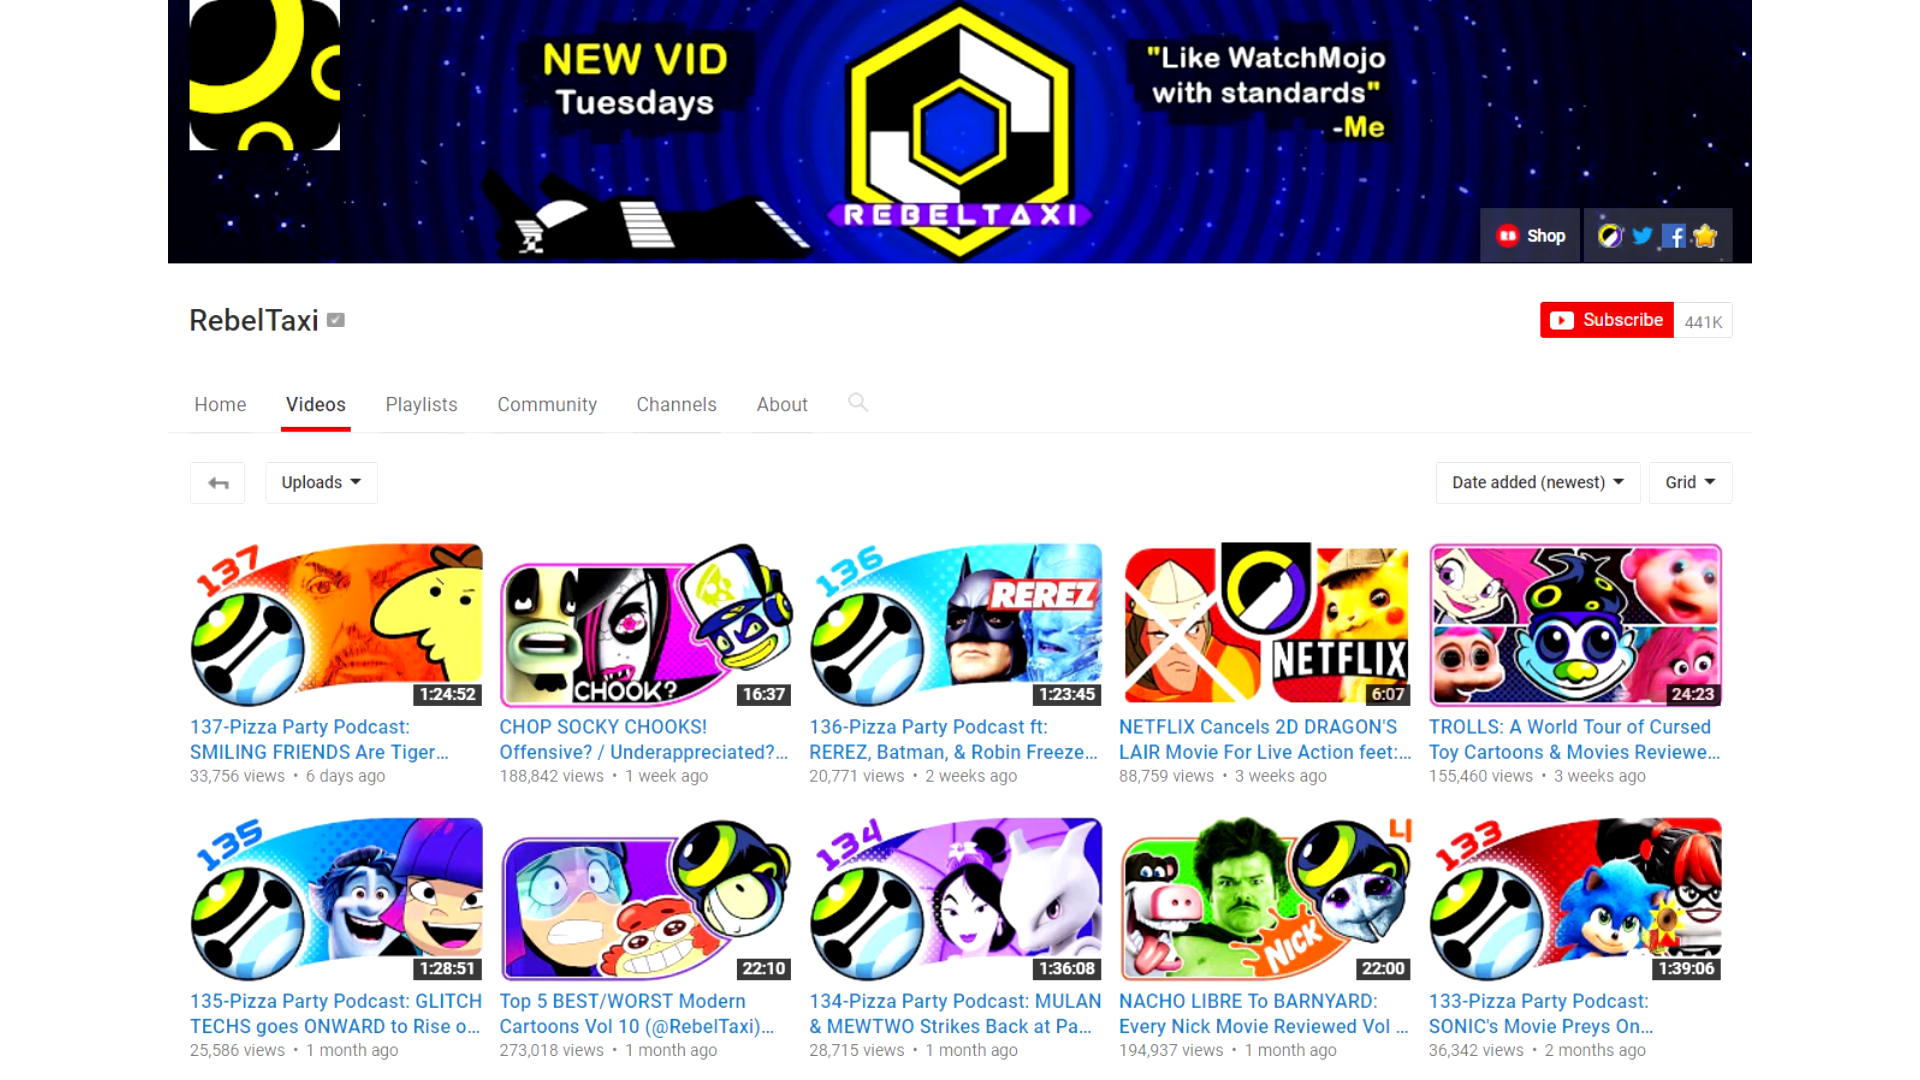 NEW VID
Tuesdays
"Like WatchMojo
with standards"
-Me
REBELTAXI
Shop
RebelTaxi
Subscribe 441K
Home Videos Playlists Community Channels About
Uploads
Date added (newest) Grid
137
1:24:52
CHOOK?
16:37
136
REREZ
1:23:45
NETFLIX
6:07
24:23
137-Pizza Party Podcast:
SMILING FRIENDS Are Tiger...
33,756 views • 6 days ago
CHOP SOCKY CHOOKS!
Offensive? / Underappreciated?...
188,842 views • 1 week ago
136-Pizza Party Podcast ft:
REREZ, Batman, & Robin Freeze...
20,771 views • 2 weeks ago
NETFLIX Cancels 2D DRAGON'S
LAIR Movie For Live Action feet:...
88,759 views • 3 weeks ago
TROLLS: A World Tour of Cursed
Toy Cartoons & Movies Reviewe...
155,460 views • 3 weeks ago
135
1:28:51
22:10
134
1:36:08
4
NICK
22:00
133
1:39:06
135-Pizza Party Podcast: GLITCH
TECHS goes ONWARD to Rise o...
25,586 views • 1 month ago
Top 5 BEST/WORST Modern
Cartoons Vol 10 (@RebelTaxi)...
273,018 views • 1 month ago
134-Pizza Party Podcast: MULAN
& MEWTWO Strikes Back at Pa...
28,715 views • 1 month ago
NACHO LIBRE To BARNYARD:
Every Nick Movie Reviewed Vol ...
194,937 views • 1 month ago
133-Pizza Party Podcast:
SONIC's Movie Preys On...
36,342 views • 2 months ago